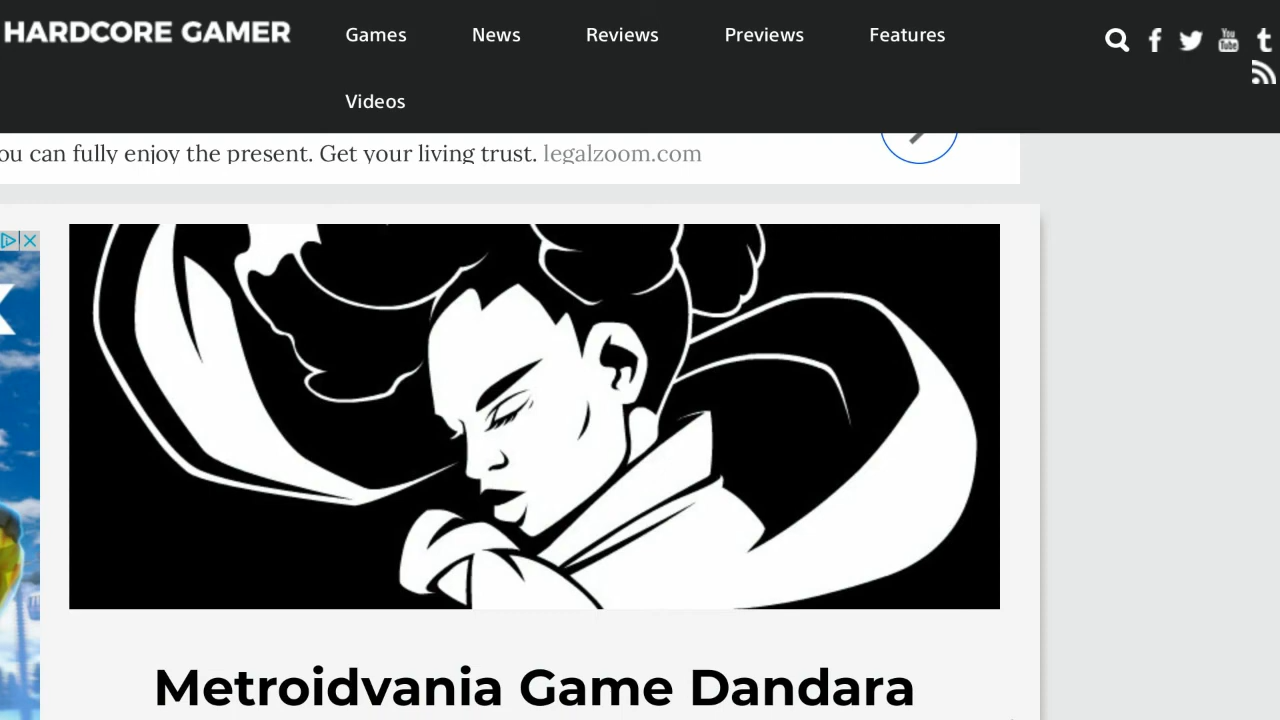 HARDCORE GAMER
Games News Reviews Previews Features
Videos
ou can fully enjoy the present. Get your living trust. legalzoom.com
Metroidvania Game Dandara